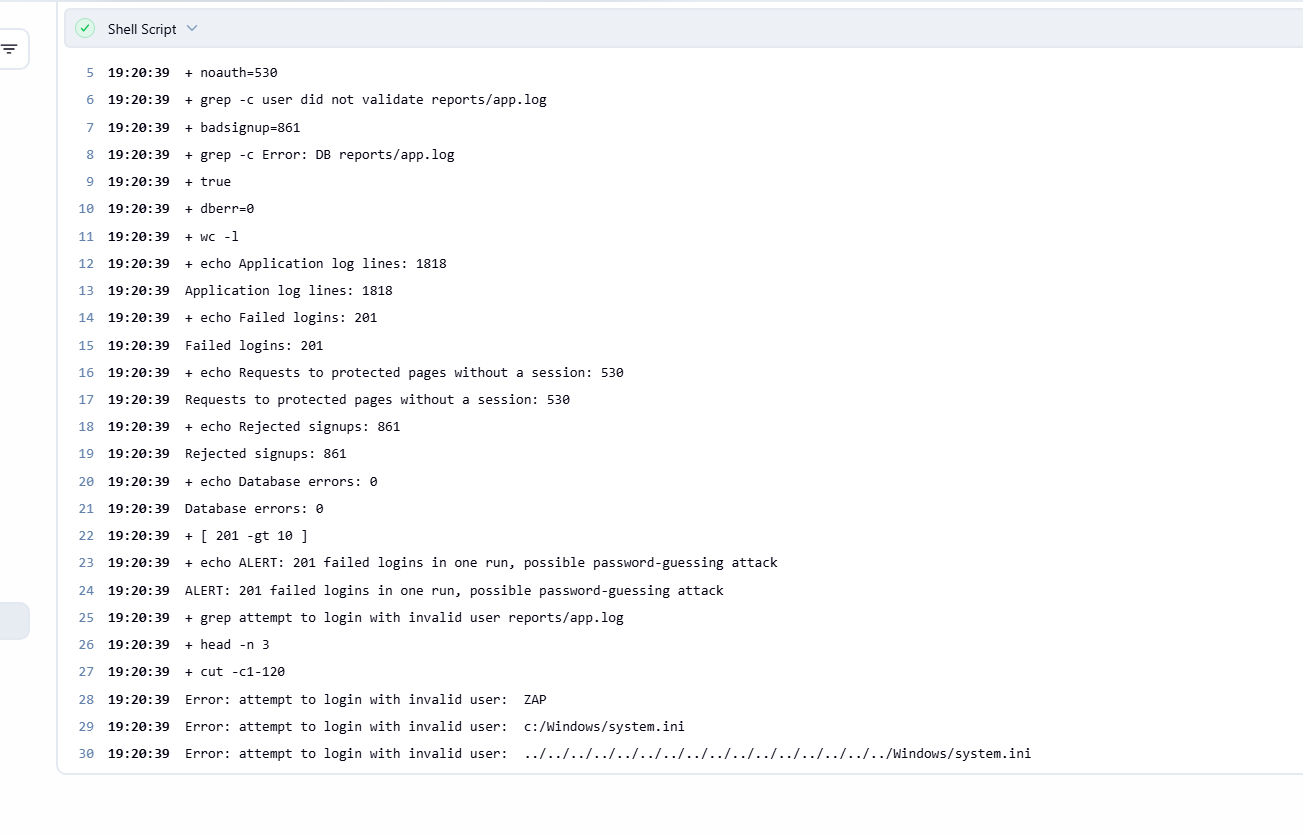 Shell Script
5 19:20:39 + noauth=530
6 19:20:39 + grep -c user did not validate reports/app.log
7 19:20:39 + badsignup=861
8 19:20:39 + grep -c Error: DB reports/app.log
9 19:20:39 + true
10 19:20:39 + dberr=0
11 19:20:39 + wc -l
12 19:20:39 + echo Application log lines: 1818
13 19:20:39 Application log lines: 1818
14 19:20:39 + echo Failed logins: 201
15 19:20:39 Failed logins: 201
16 19:20:39 + echo Requests to protected pages without a session: 530
17 19:20:39 Requests to protected pages without a session: 530
18 19:20:39 + echo Rejected signups: 861
19 19:20:39 Rejected signups: 861
20 19:20:39 + echo Database errors: 0
21 19:20:39 Database errors: 0
22 19:20:39 + [ 201 -gt 10 ]
23 19:20:39 + echo ALERT: 201 failed logins in one run, possible password-guessing attack
24 19:20:39 ALERT: 201 failed logins in one run, possible password-guessing attack
25 19:20:39 + grep attempt to login with invalid user reports/app.log
26 19:20:39 + head -n 3
27 19:20:39 + cut -c1-120
28 19:20:39 Error: attempt to login with invalid user:  ZAP
29 19:20:39 Error: attempt to login with invalid user:  c:/Windows/system.ini
30 19:20:39 Error: attempt to login with invalid user:  ../../../../../../../../../../../../../../../../Windows/system.ini